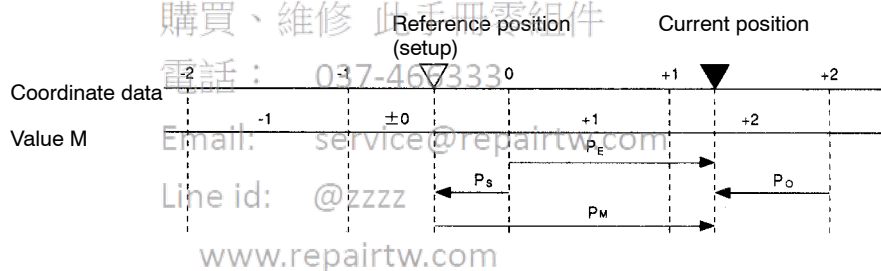 購買、維修 此手冊零組件
Reference position
(setup)
Current position
電話： 037-466333
-2 -1 0 +1 +2
Coordinate data
-1 ±0 +1 +2
Value M
Email: service@repairtw.com
PE
PS PO
Line id: @zzzz
PM
www.repairtw.com